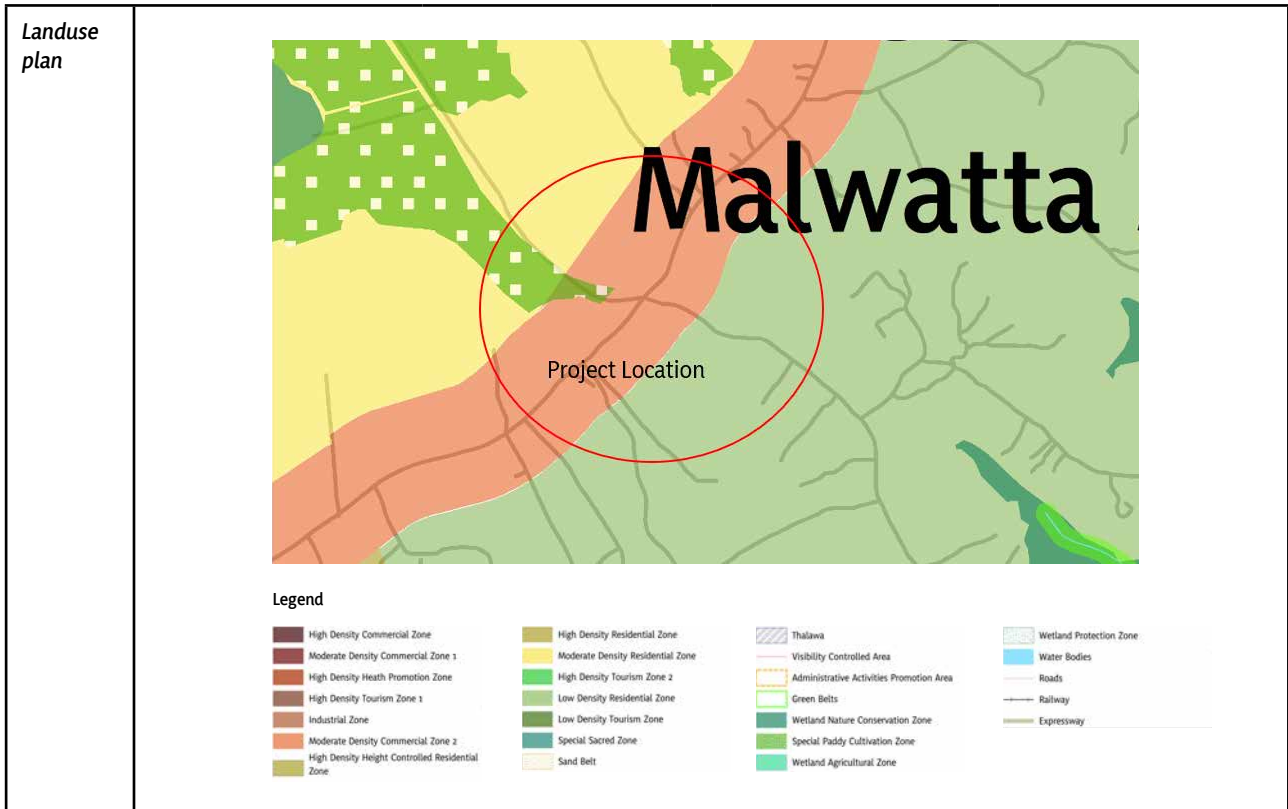 Landuse
plan
Malwatta
Project Location
Legend
High Density Commercial Zone
Moderate Density Commercial Zone 1
High Density Heath Promotion Zone
High Density Tourism Zone 1
Industrial Zone
Moderate Density Commercial Zone 2
High Density Height Controlled Residential
Zone
High Density Residential Zone
Moderate Density Residential Zone
High Density Tourism Zone 2
Low Density Residential Zone
Low Density Tourism Zone
Special Sacred Zone
Sand Belt
Thalawa
Visibility Controlled Area
Administrative Activities Promotion Area
Green Belts
Wetland Nature Conservation Zone
Special Paddy Cultivation Zone
Wetland Agricultural Zone
Wetland Protection Zone
Water Bodies
Roads
Railway
Expressway